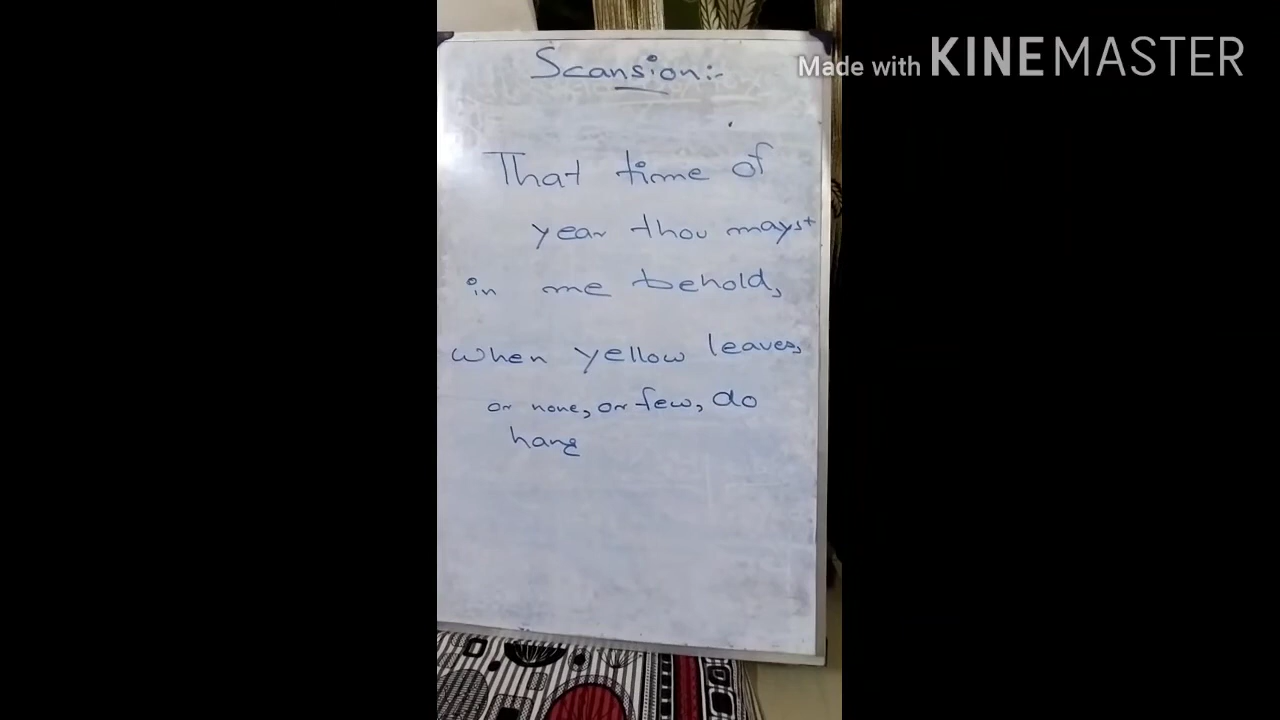 Scansion:-
Made with KINEMASTER
That time of
year thou mayst
in me behold,
when yellow leaves,
or none, or few, do
hang